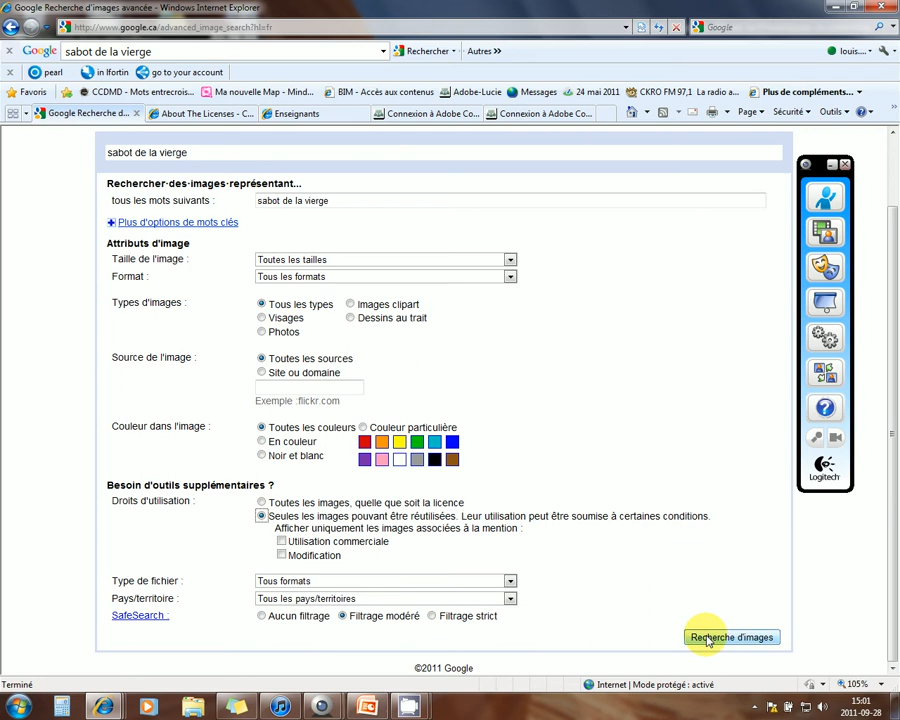 Google Recherche d'images avancée - Windows Internet Explorer
http://www.google.ca/advanced_image_search?hl=fr
Google
Google sabot de la vierge Rechercher Autres louis....
pearl in lfortin go to your account
Favoris CCDMD - Mots entrecrois... Ma nouvelle Map - Mind... BIM - Accès aux contenus Adobe-Lucie Messages 24 mai 2011 CKRO FM 97,1 La radio a... Plus de compléments...
Google Recherche d... About The Licenses - C... Enseignants Connexion à Adobe Co... Connexion à Adobe Co... Page Sécurité Outils
sabot de la vierge
Rechercher·des·images·représentant...
tous les mots suivants : sabot de la vierge
Plus d'options de mots clés
Attributs d'image
Taille de l'image : Toutes les tailles
Format : Tous les formats
Types d'images : Tous les types Images clipart
Visages Dessins au trait
Photos
Source de l'image : Toutes les sources
Site ou domaine
Exemple :flickr.com
Couleur dans l'image : Toutes les couleurs Couleur particulière
En couleur
Noir et blanc
Besoin d'outils supplémentaires ?
Droits d'utilisation : Toutes les images, quelle que soit la licence
Seules les images pouvant être réutilisées. Leur utilisation peut être soumise à certaines conditions.
Afficher uniquement les images associées à la mention :
Utilisation commerciale
Modification
Type de fichier : Tous formats
Pays/territoire : Tous les pays/territoires
SafeSearch : Aucun filtrage Filtrage modéré Filtrage strict
Recherche d'images
©2011 Google
Logitech
Terminé Internet | Mode protégé : activé 105%
15:01
2011-09-28